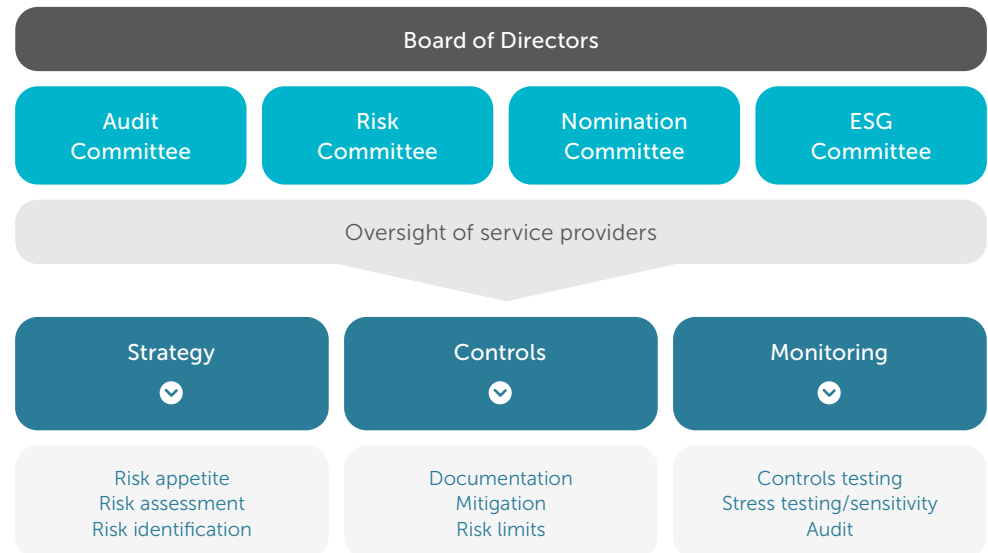 Board of Directors
Audit
Committee
Risk
Committee
Nomination
Committee
ESG
Committee
Oversight of service providers
Strategy
Controls
Monitoring
Risk appetite
Risk assessment
Risk identification
Documentation
Mitigation
Risk limits
Controls testing
Stress testing/sensitivity
Audit